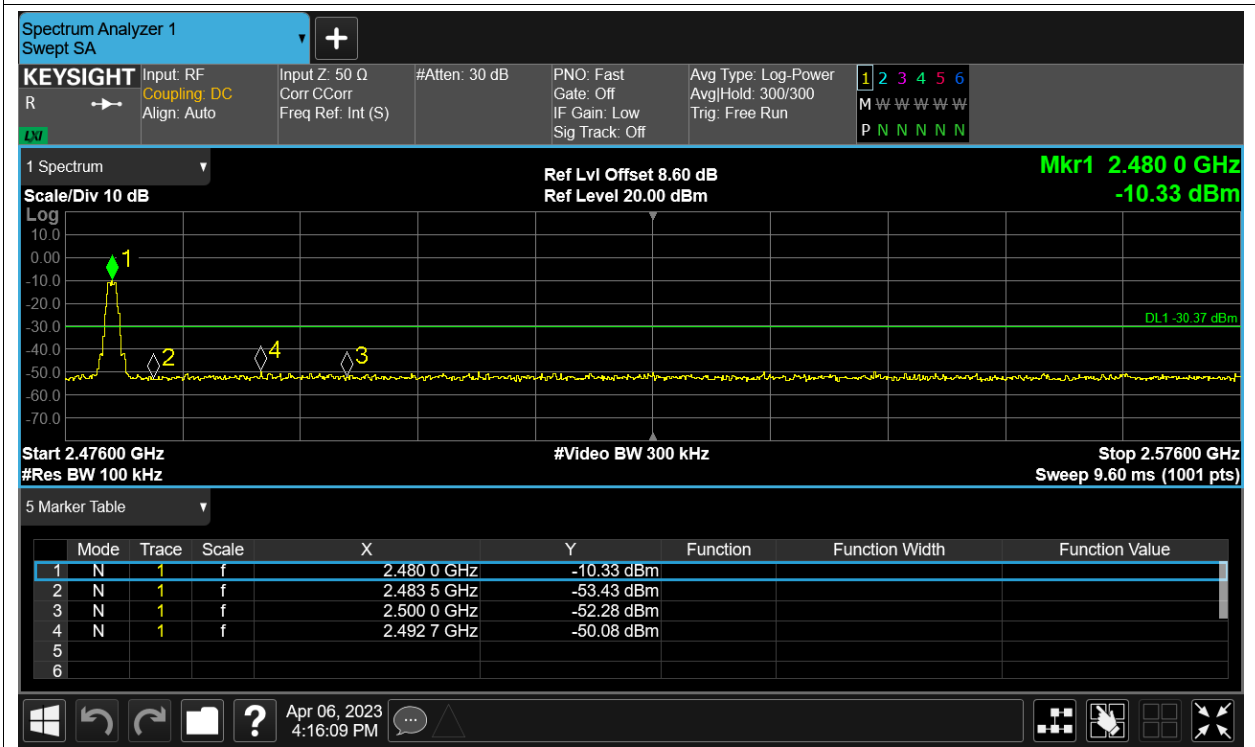 Spectrum Analyzer 1
Swept SA
KEYSIGHT
R
LXI
Input: RF
Coupling: DC
Align: Auto
Input Z: 50 Ω
Corr CCorr
Freq Ref: Int (S)
#Atten: 30 dB
PNO: Fast
Gate: Off
IF Gain: Low
Sig Track: Off
Avg Type: Log-Power
Avg|Hold: 300/300
Trig: Free Run
1 2 3 4 5 6
M W W W W W
P N N N N N
1 Spectrum
Scale/Div 10 dB
Ref Lvl Offset 8.60 dB
Ref Level 20.00 dBm
Mkr1 2.480 0 GHz
-10.33 dBm
Log
10.0
0.00
-10.0
-20.0
-30.0
-40.0
-50.0
-60.0
-70.0
1
2
4
3
DL1 -30.37 dBm
Start 2.47600 GHz
#Res BW 100 kHz
#Video BW 300 kHz
Stop 2.57600 GHz
Sweep 9.60 ms (1001 pts)
5 Marker Table
Mode Trace Scale X Y Function Function Width Function Value
1 N 1 f 2.480 0 GHz -10.33 dBm
2 N 1 f 2.483 5 GHz -53.43 dBm
3 N 1 f 2.500 0 GHz -52.28 dBm
4 N 1 f 2.492 7 GHz -50.08 dBm
5
6
?
Apr 06, 2023
4:16:09 PM